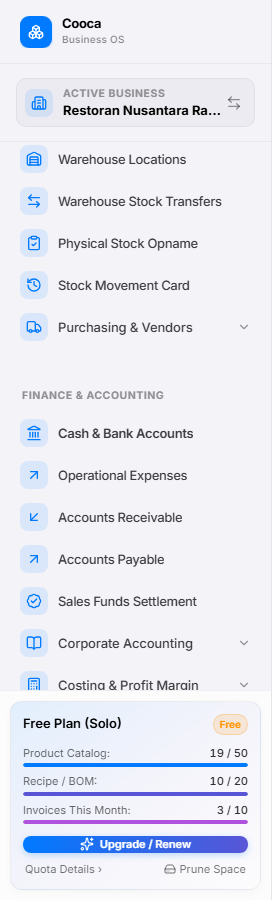 Cooca
Business OS
ACTIVE BUSINESS
Restoran Nusantara Ra...
Warehouse Locations
Warehouse Stock Transfers
Physical Stock Opname
Stock Movement Card
Purchasing & Vendors
FINANCE & ACCOUNTING
Cash & Bank Accounts
Operational Expenses
Accounts Receivable
Accounts Payable
Sales Funds Settlement
Corporate Accounting
Costing & Profit Margin
Free Plan (Solo) Free
Product Catalog: 19 / 50
Recipe / BOM: 10 / 20
Invoices This Month: 3 / 10
Upgrade / Renew
Quota Details › Prune Space